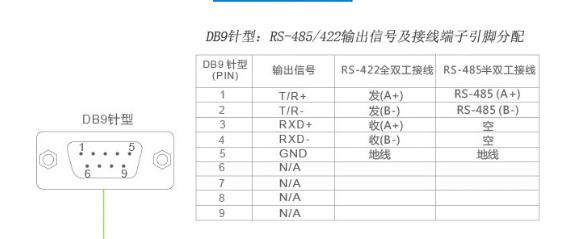 DB9针型：RS-485/422输出信号及接线端子引脚分配
DB9 针型 (PIN) 输出信号 RS-422全双工接线 RS-485半双工接线
1 T/R+ 发(A+) RS-485 (A+)
2 T/R- 发(B-) RS-485 (B-)
3 RXD+ 收(A+) 空
4 RXD- 收(B-) 空
5 GND 地线 地线
6 N/A
7 N/A
8 N/A
9 N/A
DB9针型
1 5
6 9